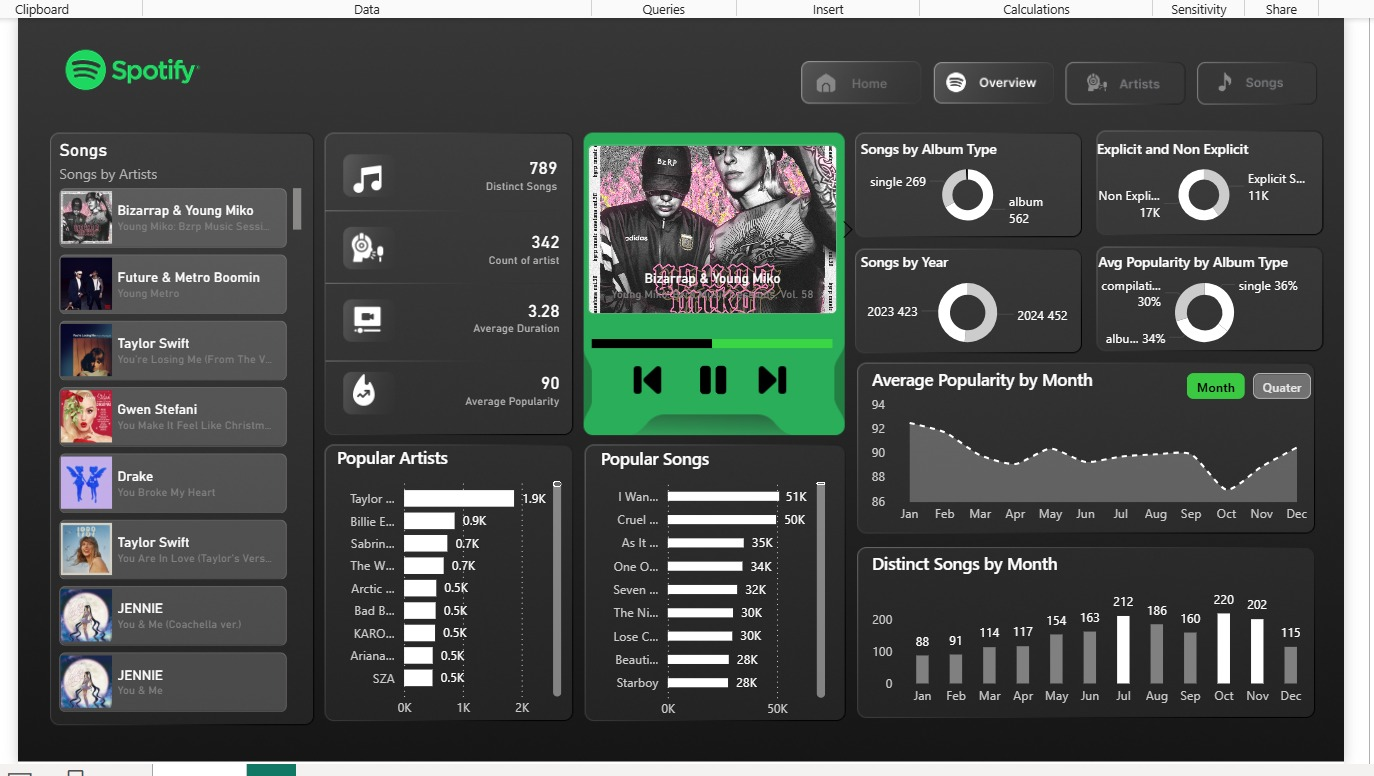 Clipboard
Data
Queries
Insert
Calculations
Sensitivity
Share
Spotify
Home
Overview
Artists
Songs
Songs
Songs by Artists
Bizarrap & Young Miko
Young Miko: Bzrp Music Sessi...
Future & Metro Boomin
Young Metro
Taylor Swift
You're Losing Me (From The V...
Gwen Stefani
You Make It Feel Like Christm...
Drake
You Broke My Heart
Taylor Swift
You Are In Love (Taylor's Vers...
JENNIE
You & Me (Coachella ver.)
JENNIE
You & Me
789
Distinct Songs
342
Count of artist
3.28
Average Duration
90
Average Popularity
BZRP
adidas
Bizarrap & Young Miko
Vol. 58
Songs by Album Type
single 269
album
562
Explicit and Non Explicit
Explicit S...
11K
Non Expli...
17K
Songs by Year
2023 423
2024 452
Avg Popularity by Album Type
compilati...
30%
single 36%
albu... 34%
Popular Artists
Taylor ... 1.9K
Billie E... 0.9K
Sabrin... 0.7K
The W... 0.7K
Arctic ... 0.5K
Bad B... 0.5K
KARO... 0.5K
Ariana... 0.5K
SZA 0.5K
0K 1K 2K
Popular Songs
I Wan... 51K
Cruel ... 50K
As It ... 35K
One O... 34K
Seven ... 32K
The Ni... 30K
Lose C... 30K
Beauti... 28K
Starboy 28K
0K 50K
Average Popularity by Month
Month
Quater
94
92
90
88
86
Jan Feb Mar Apr May Jun Jul Aug Sep Oct Nov Dec
Distinct Songs by Month
200
100
0
88 91 114 117 154 163 212 186 160 220 202 115
Jan Feb Mar Apr May Jun Jul Aug Sep Oct Nov Dec